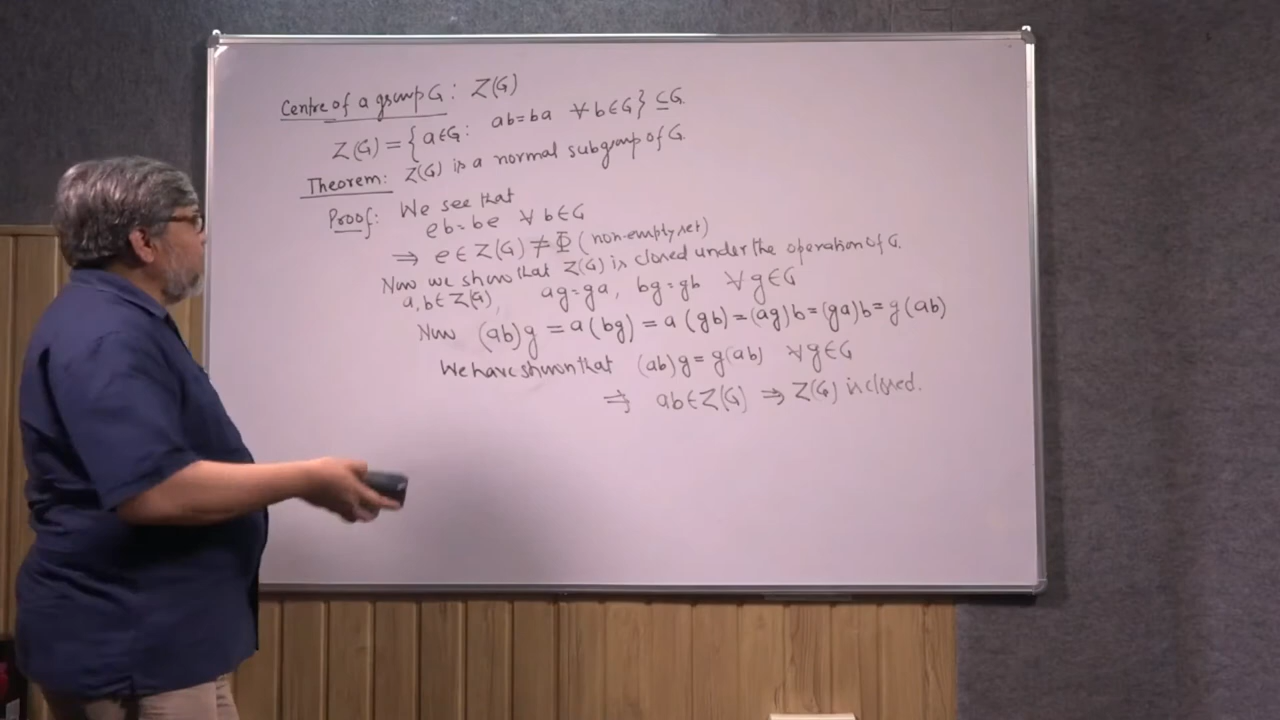 Centre of a group G: Z(G)
Z(G) = {a∈G: ab=ba ∀ b∈G} ⊆G.
Theorem: Z(G) is a normal subgroup of G.
Proof: We see that
eb=be ∀ b∈G
⇒ e∈Z(G) ≠ Φ (non-empty set)
Now we show that Z(G) is closed under the operation of G.
a,b∈Z(G), ag=ga, bg=gb ∀ g∈G
Now (ab)g = a(bg) = a(gb) = (ag)b = (ga)b = g(ab)
We have shown that (ab)g = g(ab) ∀ g∈G
⇒ ab∈Z(G) ⇒ Z(G) is closed.